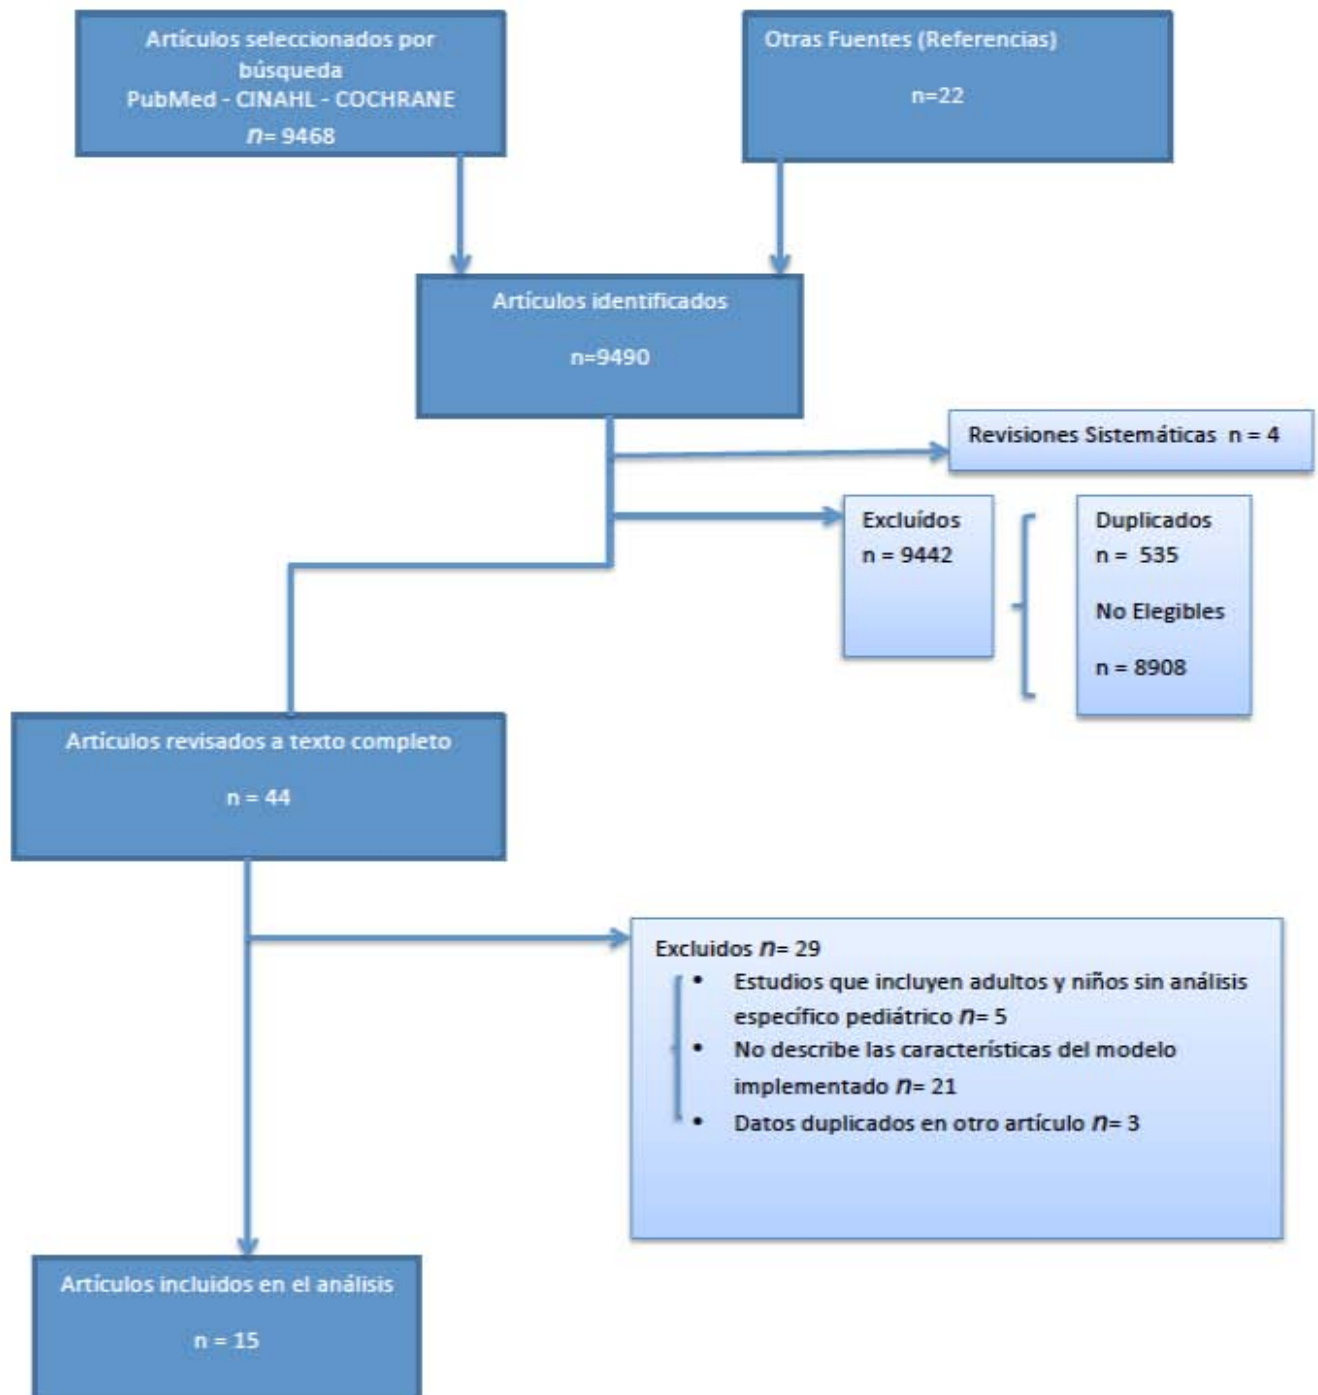 Artículos seleccionados por
búsqueda
PubMed - CINAHL - COCHRANE
n= 9468
Otras Fuentes (Referencias)
n=22
Artículos identificados
n=9490
Revisiones Sistemáticas n = 4
Excluídos
n = 9442
Duplicados
n = 535
No Elegibles
n = 8908
Artículos revisados a texto completo
n = 44
Excluidos n= 29
• Estudios que incluyen adultos y niños sin análisis
específico pediátrico n= 5
• No describe las características del modelo
implementado n= 21
• Datos duplicados en otro artículo n= 3
Artículos incluidos en el análisis
n = 15